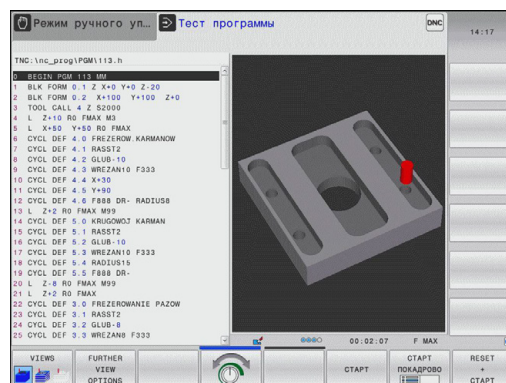 Режим ручного уп…
Тест программы
DNC
14:17
TNC:\nc_prog\PGM\113.h
0 BEGIN PGM 113 MM
1 BLK FORM 0.1 Z X+0 Y+0 Z-20
2 BLK FORM 0.2 X+100 Y+100 Z+0
3 TOOL CALL 4 Z S2000
4 L Z+10 R0 FMAX M3
5 L X+50 Y+50 R0 FMAX
6 CYCL DEF 4.0 FREZEROW.KARMANOW
7 CYCL DEF 4.1 RASST2
8 CYCL DEF 4.2 GLUB-10
9 CYCL DEF 4.3 WREZAN10 F333
10 CYCL DEF 4.4 X+30
11 CYCL DEF 4.5 Y+90
12 CYCL DEF 4.6 F888 DR- RADIUS8
13 L Z+2 R0 FMAX M99
14 CYCL DEF 5.0 KRUGOWOJ KARMAN
15 CYCL DEF 5.1 RASST2
16 CYCL DEF 5.2 GLUB-10
17 CYCL DEF 5.3 WREZAN10 F333
18 CYCL DEF 5.4 RADIUS15
19 CYCL DEF 5.5 F888 DR-
20 L Z-8 R0 FMAX M99
21 L Z+2 R0 FMAX
22 CYCL DEF 3.0 FREZEROWANIE PAZOW
23 CYCL DEF 3.1 RASST2
24 CYCL DEF 3.2 GLUB-8
25 CYCL DEF 3.3 WREZAN8 F333
00:02:07 F MAX
VIEWS
FURTHER
VIEW
OPTIONS
СТАРТ
СТАРТ
ПОКАДРОВО
RESET
+
СТАРТ